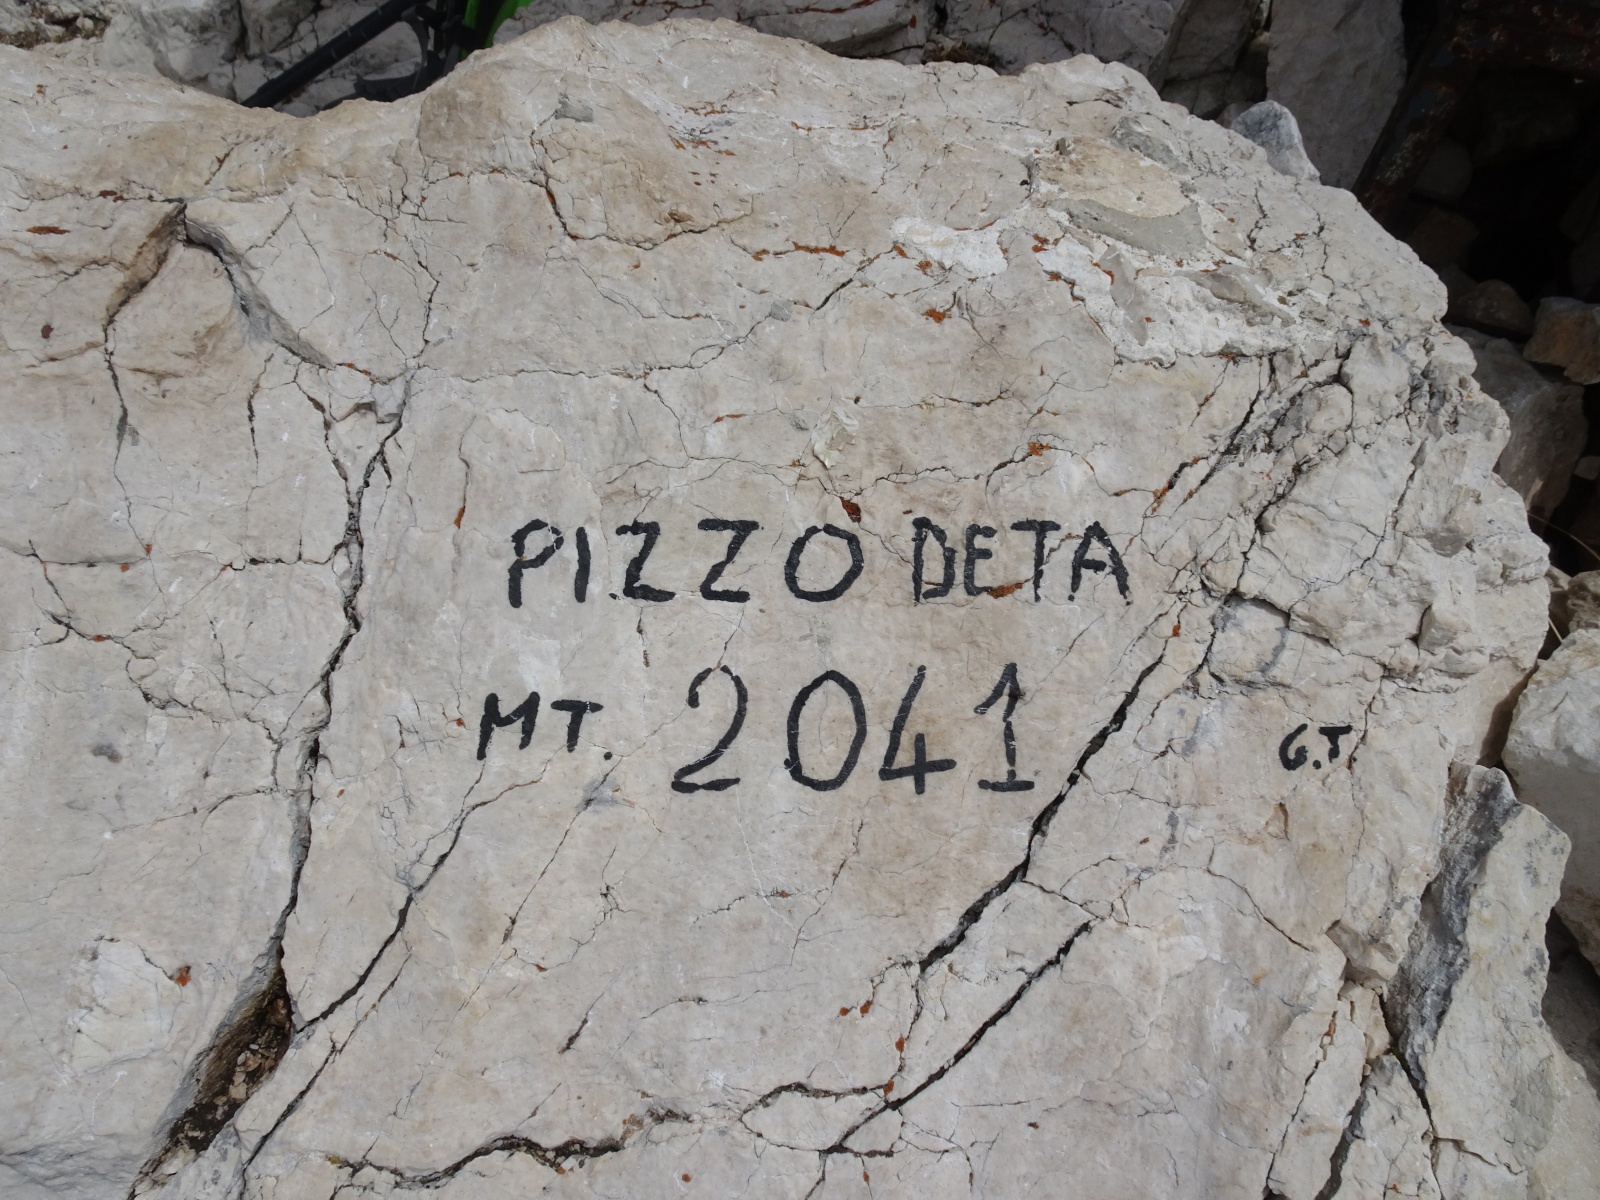 PIZZO DETA
MT. 2041
G.T.